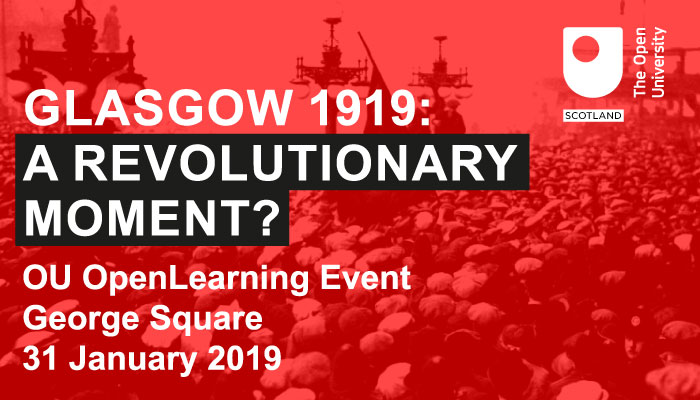 GLASGOW 1919:
A REVOLUTIONARY
MOMENT?
OU OpenLearning Event
George Square
31 January 2019
The Open
University
SCOTLAND